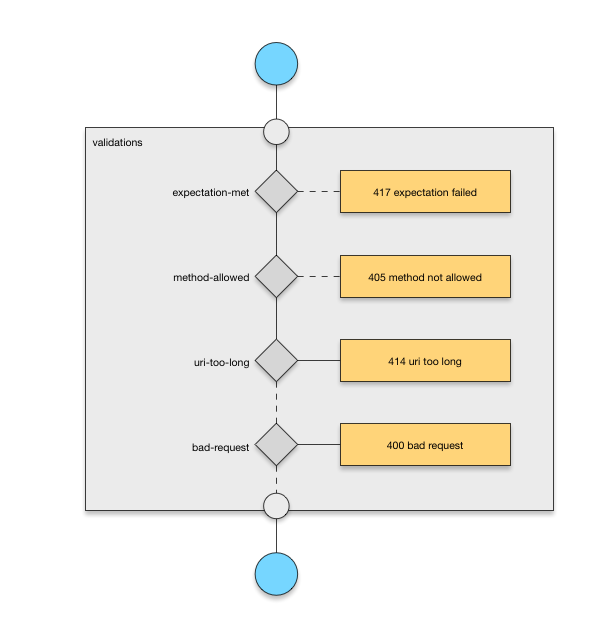 validations
expectation-met
417 expectation failed
method-allowed
405 method not allowed
uri-too-long
414 uri too long
bad-request
400 bad request